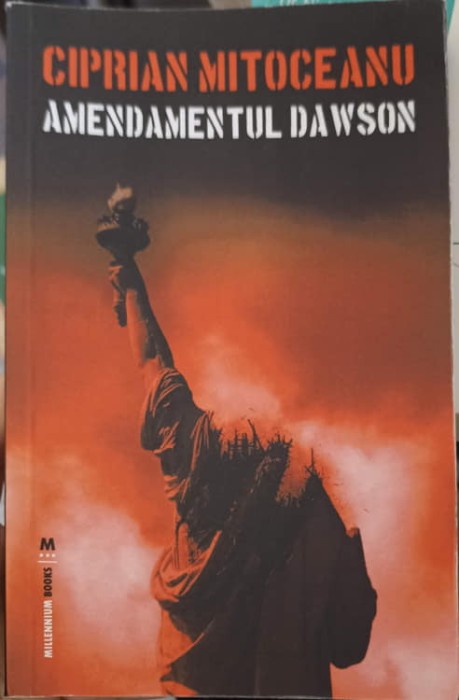 CIPRIAN MITOCEANU
AMENDAMENTUL DAWSON
M
MILLENNIUM BOOKS